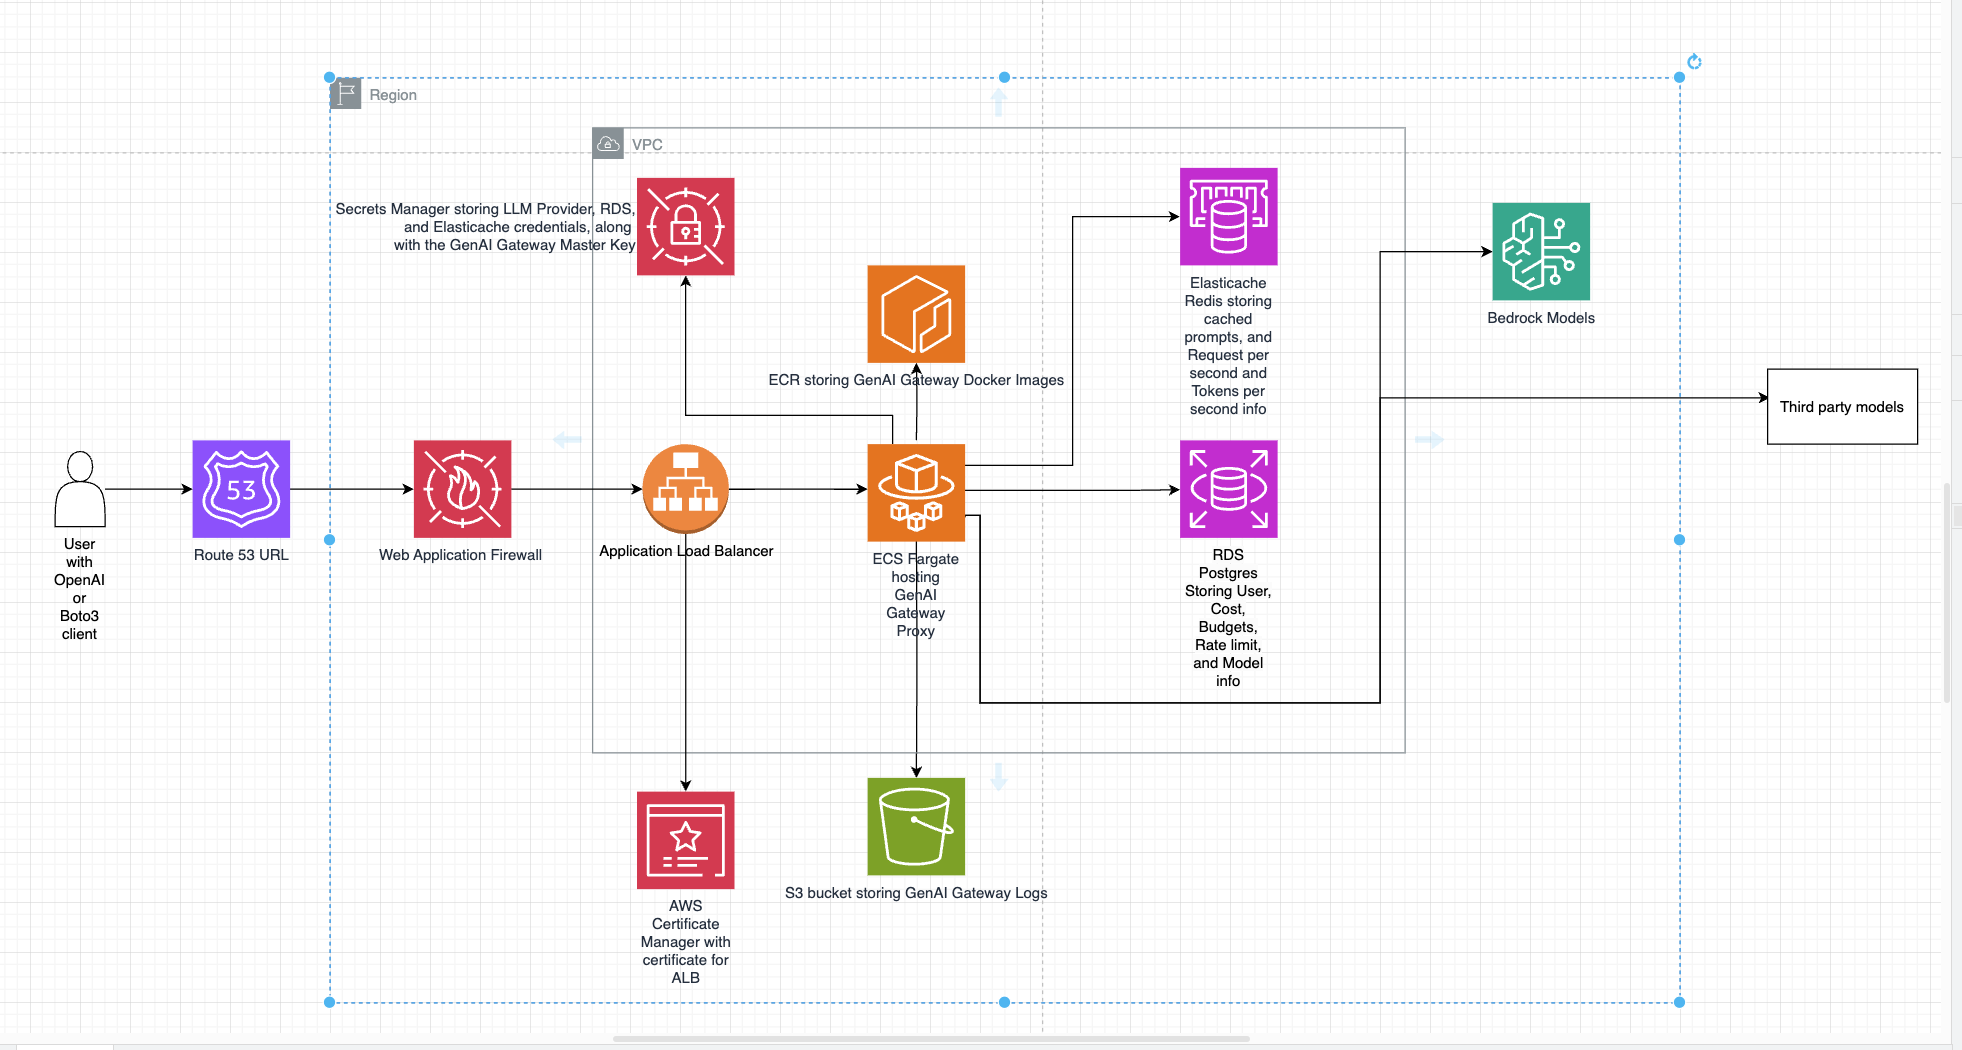 Region
VPC
Secrets Manager storing LLM Provider, RDS,
and Elasticache credentials, along
with the GenAI Gateway Master Key
ECR storing GenAI Gateway Docker Images
Elasticache
Redis storing
cached
prompts, and
Request per
second and
Tokens per
second info
Bedrock Models
Third party models
User
with
OpenAI
or
Boto3
client
53
Route 53 URL
Web Application Firewall
Application Load Balancer
ECS Fargate
hosting
GenAI
Gateway
Proxy
RDS
Postgres
Storing User,
Cost,
Budgets,
Rate limit,
and Model
info
AWS
Certificate
Manager with
certificate for
ALB
S3 bucket storing GenAI Gateway Logs